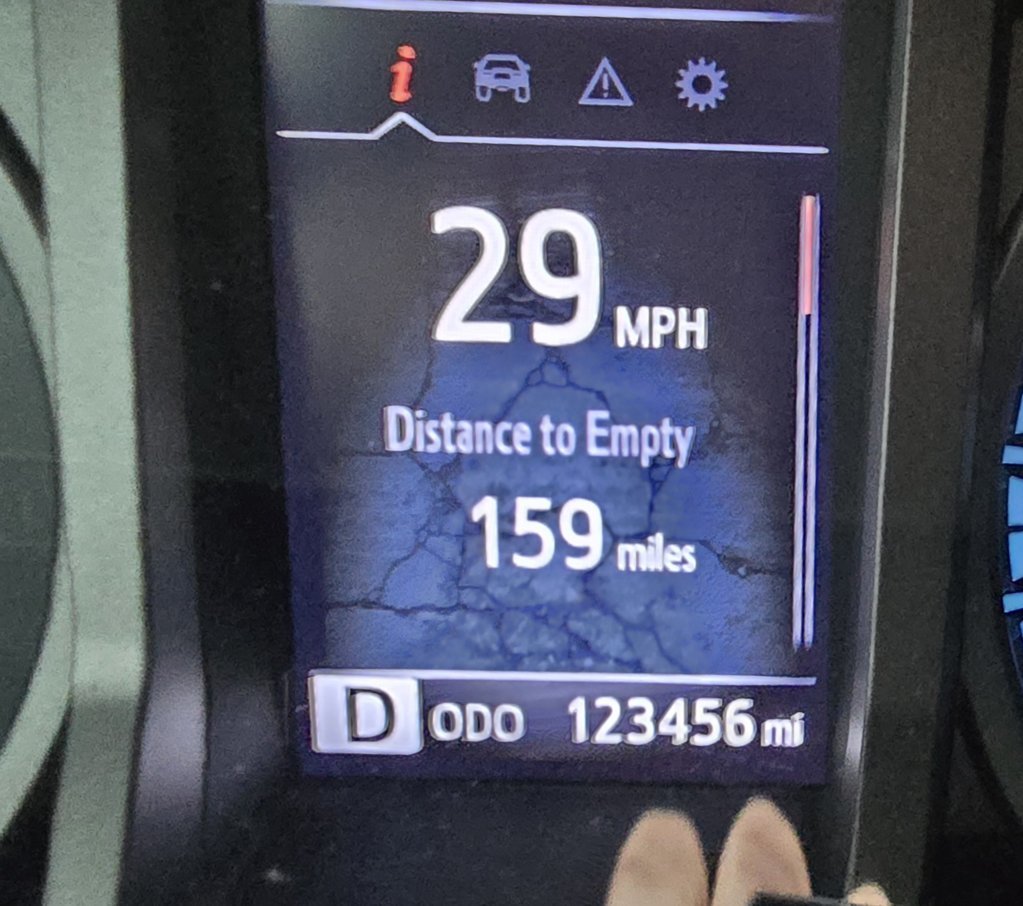 29 MPH
Distance to Empty
159 miles
D ODO 123456 mi